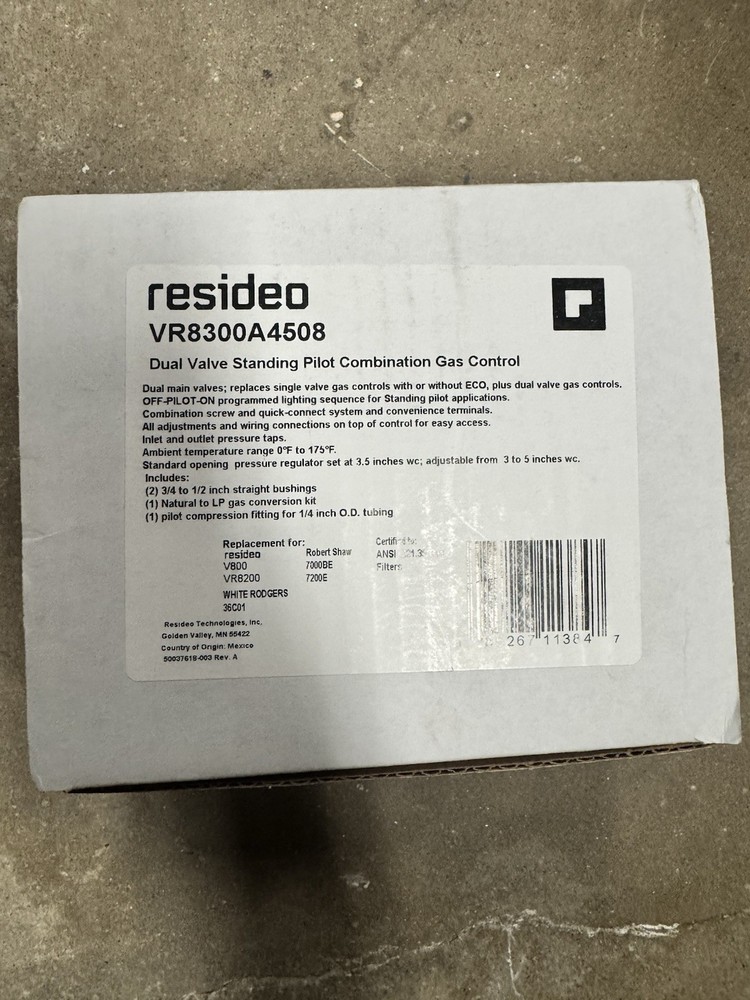 resideo
VR8300A4508
Dual Valve Standing Pilot Combination Gas Control
Dual main valves; replaces single valve gas controls with or without ECO, plus dual valve gas controls.
OFF-PILOT-ON programmed lighting sequence for Standing pilot applications.
Combination screw and quick-connect system and convenience terminals.
All adjustments and wiring connections on top of control for easy access.
Inlet and outlet pressure taps.
Ambient temperature range 0°F to 175°F.
Standard opening pressure regulator set at 3.5 inches wc; adjustable from 3 to 5 inches wc.
Includes:
(2) 3/4 to 1/2 inch straight bushings
(1) Natural to LP gas conversion kit
(1) pilot compression fitting for 1/4 inch O.D. tubing
Replacement for:
resideo
V800
VR8200
WHITE RODGERS
36C01
Robert Shaw
7000BE
7200E
ANSI
Filters
267 11384 7
Resideo Technologies, Inc.
Golden Valley, MN 55422
Country of Origin: Mexico
50037618-003 Rev. A